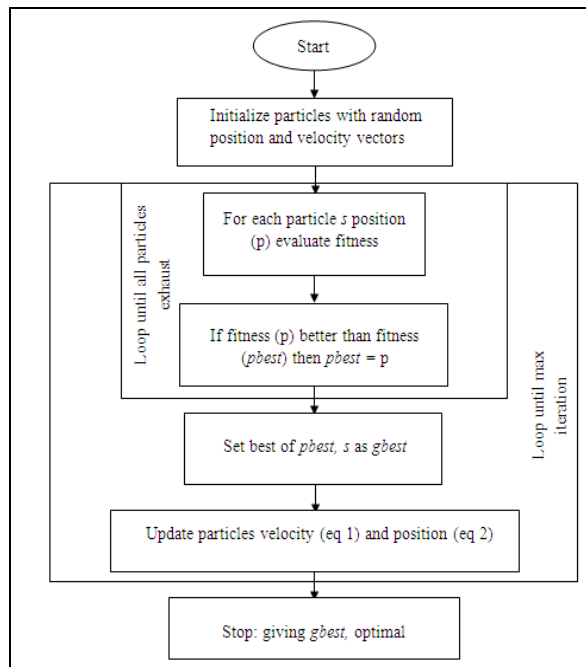 Start
Initialize particles with random
position and velocity vectors
Loop until all particles
exhaust
For each particle s position
(p) evaluate fitness
If fitness (p) better than fitness
(pbest) then pbest = p
Set best of pbest, s as gbest
Loop until max
iteration
Update particles velocity (eq 1) and position (eq 2)
Stop: giving gbest, optimal